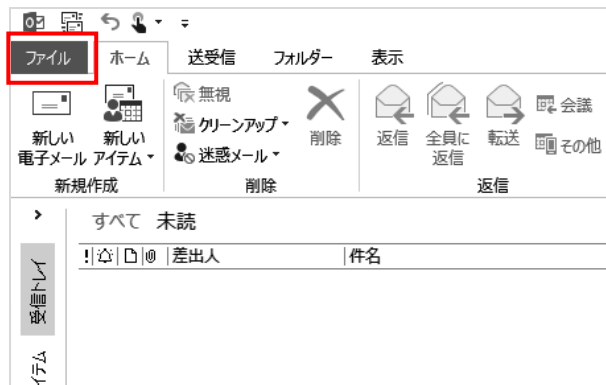 ファイル ホーム 送受信 フォルダー 表示
新しい
電子メール
新しい
アイテム
無視
クリーンアップ
迷惑メール
削除
返信
全員に
返信
転送
会議
その他
新規作成 削除 返信
すべて 未読
差出人 件名
受信トレイ
イテム